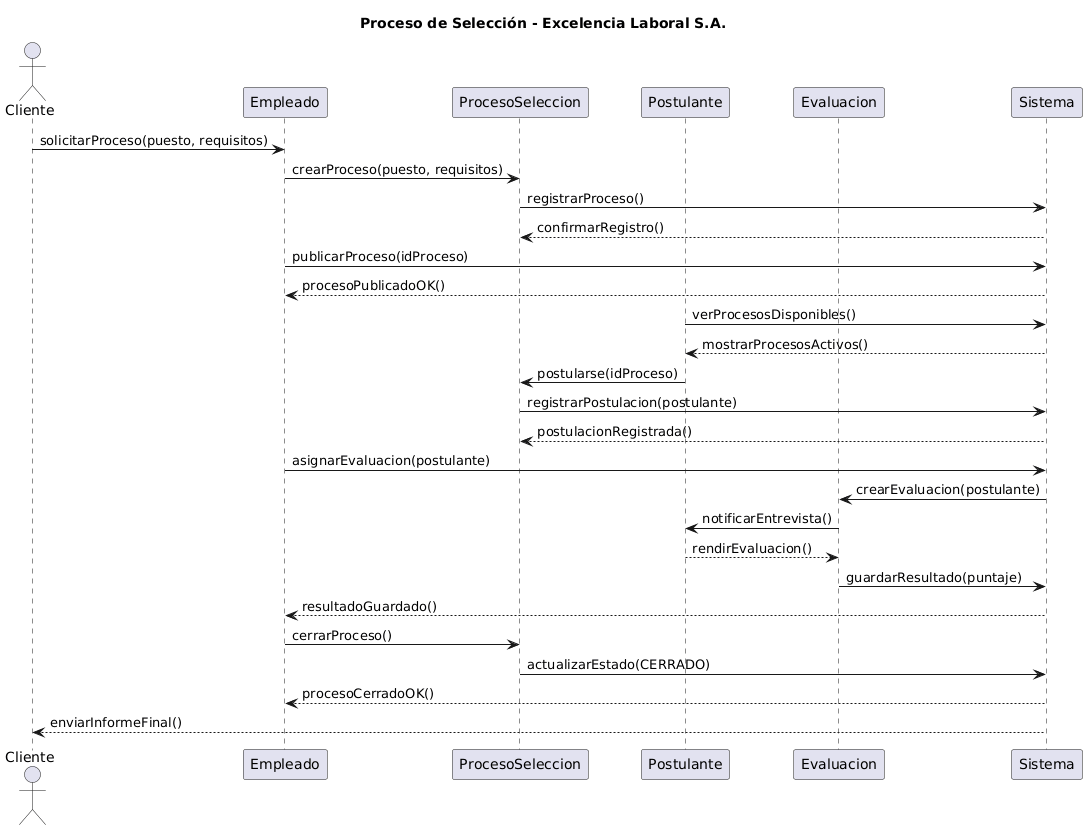 Proceso de Selección - Excelencia Laboral S.A.
Cliente
Empleado
ProcesoSeleccion
Postulante
Evaluacion
Sistema
solicitarProceso(puesto, requisitos)
crearProceso(puesto, requisitos)
registrarProceso()
confirmarRegistro()
publicarProceso(idProceso)
procesoPublicadoOK()
verProcesosDisponibles()
mostrarProcesosActivos()
postularse(idProceso)
registrarPostulacion(postulante)
postulacionRegistrada()
asignarEvaluacion(postulante)
crearEvaluacion(postulante)
notificarEntrevista()
rendirEvaluacion()
guardarResultado(puntaje)
resultadoGuardado()
cerrarProceso()
actualizarEstado(CERRADO)
procesoCerradoOK()
enviarInformeFinal()
Cliente
Empleado
ProcesoSeleccion
Postulante
Evaluacion
Sistema